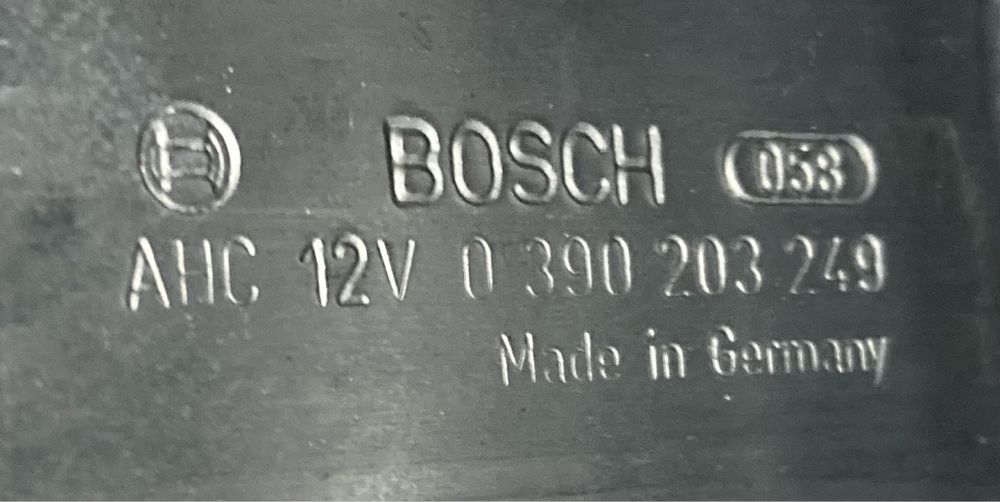 BOSCH 058
AHC 12V 0 390 203 249
Made in Germany